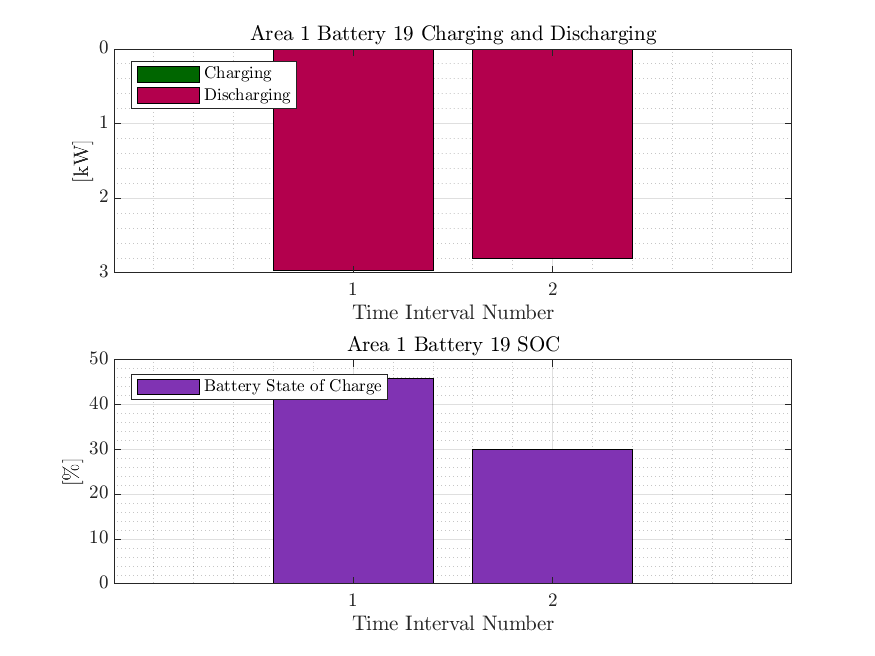 Area 1 Battery 19 Charging and Discharging
0
Charging
Discharging
1
[kW]
2
3
1 2
Time Interval Number
Area 1 Battery 19 SOC
50
Battery State of Charge
40
30
[%]
20
10
0
1 2
Time Interval Number